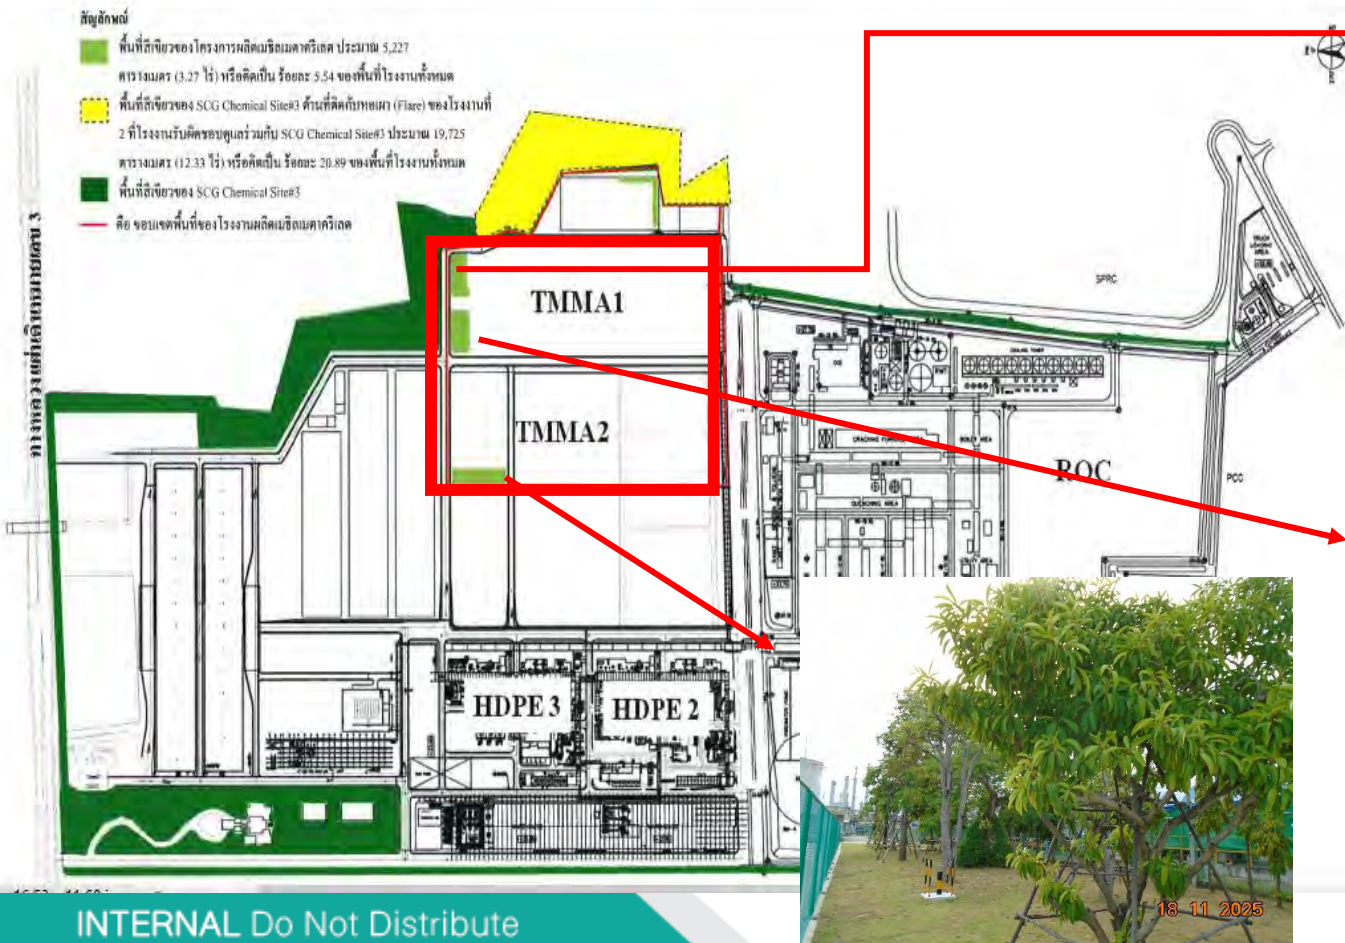 สัญลักษณ์
พื้นที่สีเขียวของโครงการผลิตเมธิลเมตาครีเลต ประมาณ 5,227
ตารางเมตร (3.27 ไร่) หรือคิดเป็น ร้อยละ 5.54 ของพื้นที่โรงงานทั้งหมด
พื้นที่สีเขียวของ SCG Chemical Site#3 ด้านที่ติดกับหอเผา (Flare) ของโรงงานที่
2 ที่โรงงานรับผิดชอบดูแลร่วมกับ SCG Chemical Site#3 ประมาณ 19,725
ตารางเมตร (12.33 ไร่) หรือคิดเป็น ร้อยละ 20.89 ของพื้นที่โรงงานทั้งหมด
พื้นที่สีเขียวของ SCG Chemical Site#3
คือ ขอบเขตพื้นที่ของโรงงานผลิตเมธิลเมตาครีเลต
ทางหลวงแผ่นดินหมายเลข 3
TRUCK
LOADING
AREA
SPRC
TMMA1
COOLING TOWER
TMMA2
CRACKING FURNACE AREA
BOILER AREA
ROC
PCC
QUENCHING AREA
UTILITY AREA
HDPE 3
HDPE 2
18 11 2025
INTERNAL Do Not Distribute